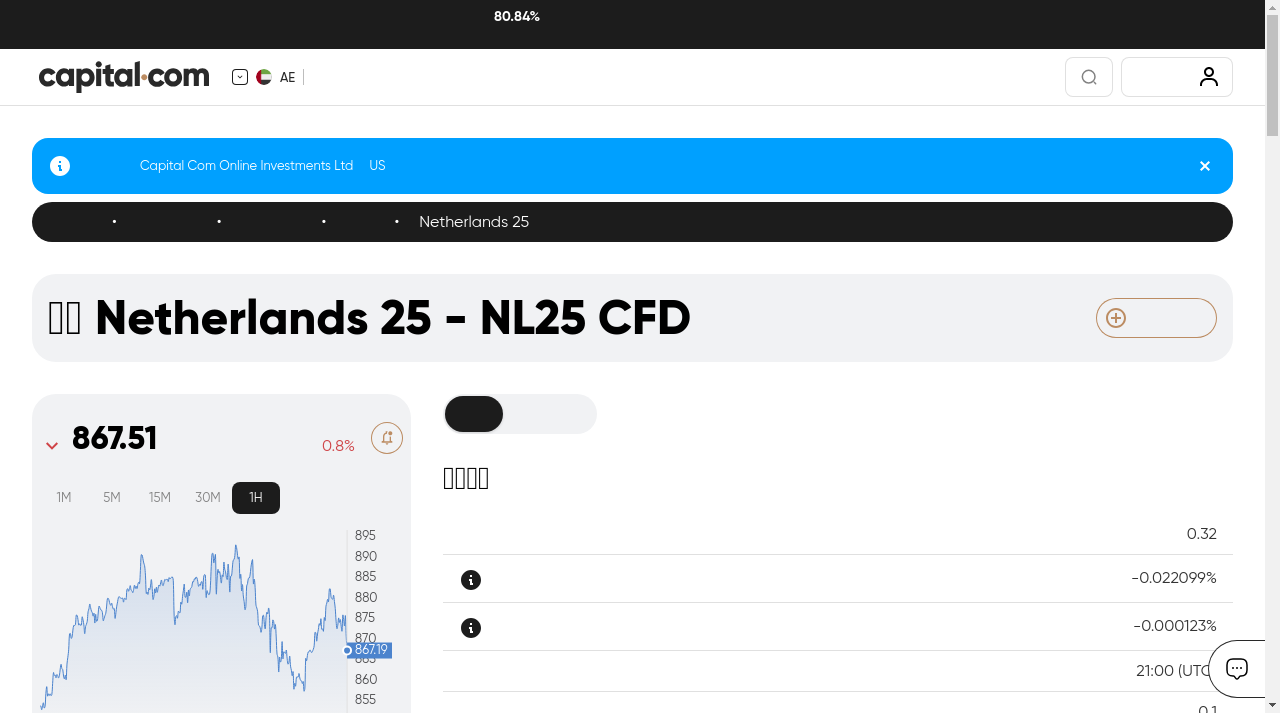 80.84%
capital.com
AE
Capital Com Online Investments Ltd US
Netherlands 25
Netherlands 25 - NL25 CFD
867.51
0.8%
1M 5M 15M 30M 1H
895
890
885
880
875
870
867.19
865
860
855
0.32
-0.022099%
-0.000123%
21:00 (UTC)
0.1